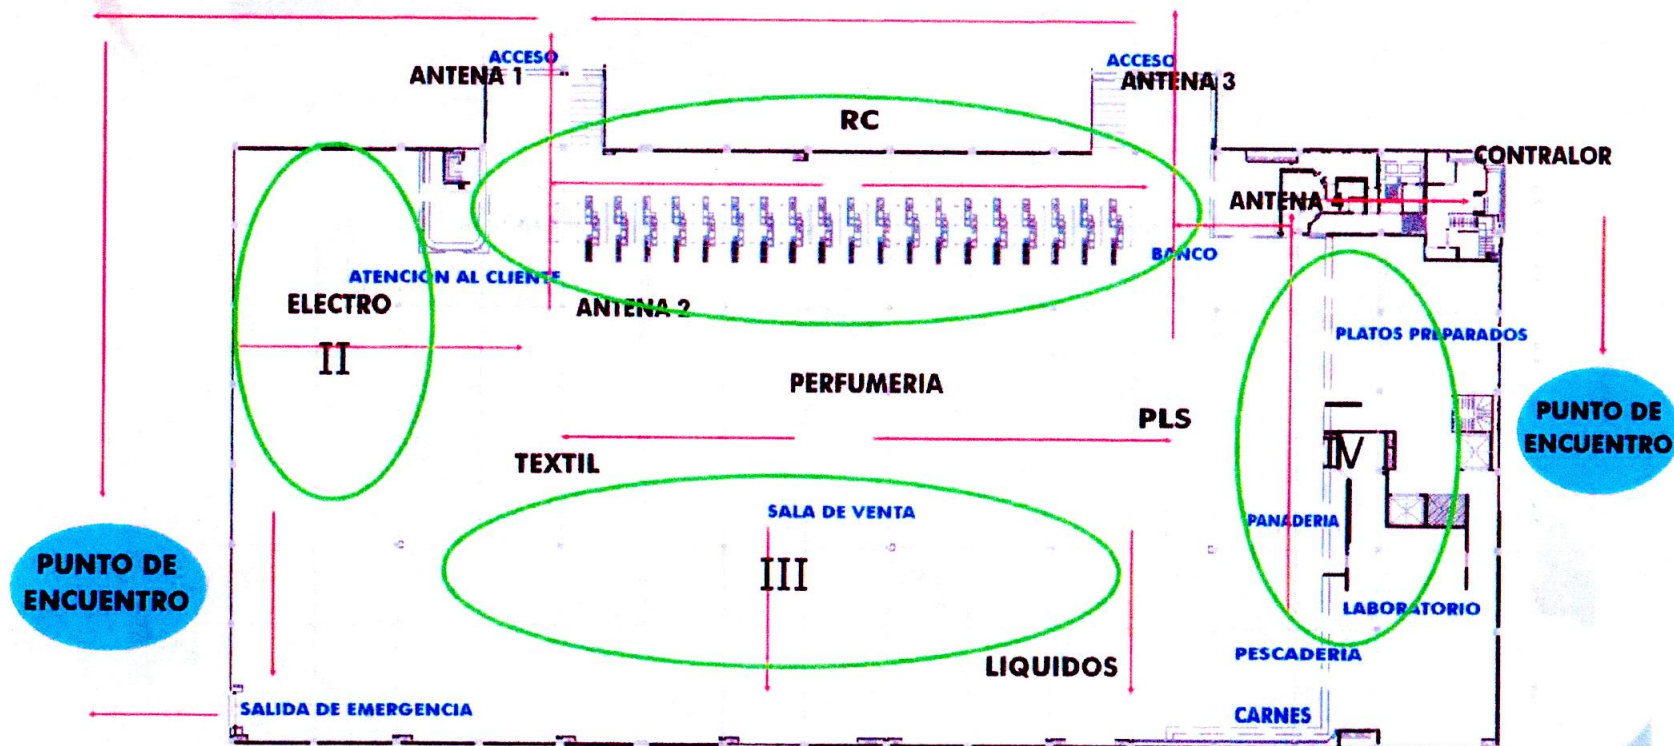 ACCESO
ANTENA 1
ACCESO
ANTENA 3
RC
CONTRALOR
ANTENA 4
BANCO
ATENCIÓN AL CLIENTE
ELECTRO
ANTENA 2
II
PLATOS PREPARADOS
PERFUMERIA
PLS
PUNTO DE
ENCUENTRO
TEXTIL
IV
SALA DE VENTA
PANADERIA
III
PUNTO DE
ENCUENTRO
LABORATORIO
PESCADERIA
LIQUIDOS
SALIDA DE EMERGENCIA
CARNES